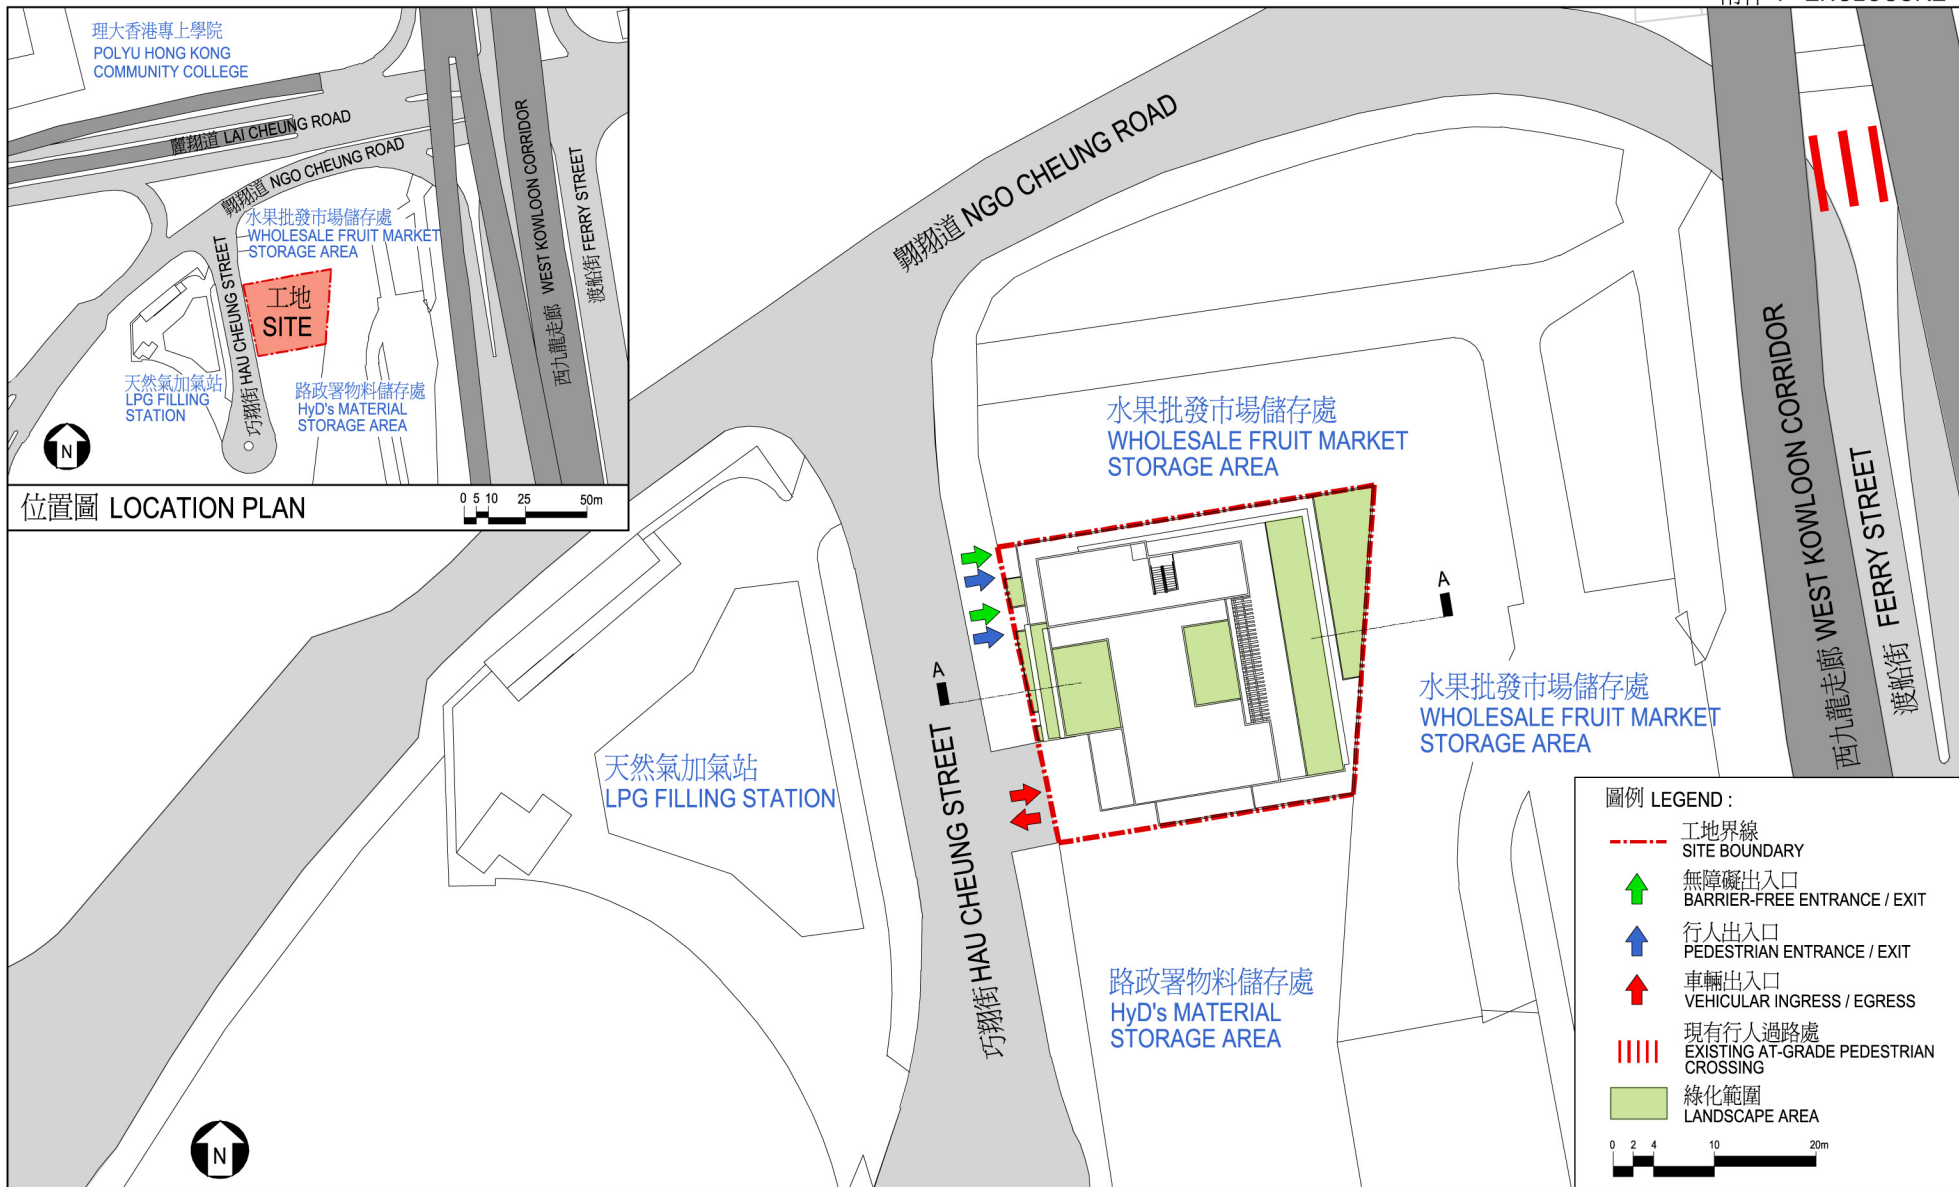 理大香港專上學院
POLYU HONG KONG
COMMUNITY COLLEGE
麗翔道 LAI CHEUNG ROAD
翱翔道 NGO CHEUNG ROAD
水果批發市場儲存處
WHOLESALE FRUIT MARKET
STORAGE AREA
工地
SITE
巧翔街 HAU CHEUNG STREET
天然氣加氣站
LPG FILLING
STATION
路政署物料儲存處
HyD's MATERIAL
STORAGE AREA
西九龍走廊 WEST KOWLOON CORRIDOR
渡船街 FERRY STREET
N
位置圖 LOCATION PLAN
0 5 10 25 50m
翱翔道 NGO CHEUNG ROAD
水果批發市場儲存處
WHOLESALE FRUIT MARKET
STORAGE AREA
A
A
水果批發市場儲存處
WHOLESALE FRUIT MARKET
STORAGE AREA
天然氣加氣站
LPG FILLING STATION
巧翔街 HAU CHEUNG STREET
路政署物料儲存處
HyD's MATERIAL
STORAGE AREA
西九龍走廊 WEST KOWLOON CORRIDOR
渡船街 FERRY STREET
N
圖例 LEGEND :
工地界線
SITE BOUNDARY
無障礙出入口
BARRIER-FREE ENTRANCE / EXIT
行人出入口
PEDESTRIAN ENTRANCE / EXIT
車輛出入口
VEHICULAR INGRESS / EGRESS
現有行人過路處
EXISTING AT-GRADE PEDESTRIAN
CROSSING
綠化範圍
LANDSCAPE AREA
0 2 4 10 20m